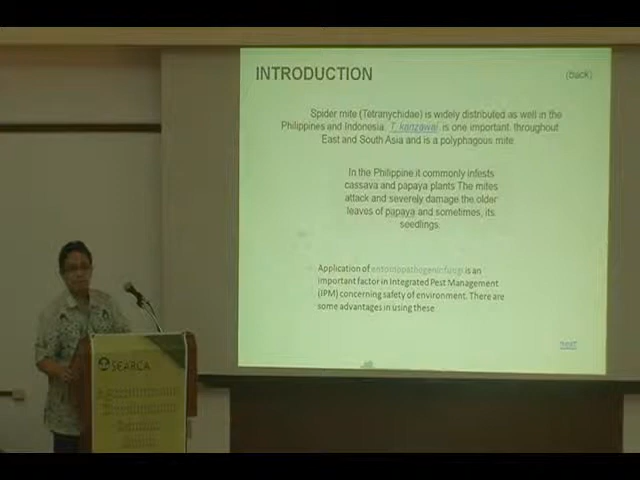 INTRODUCTION
(back)
Spider mite (Tetranychidae) is widely distributed as well in the
Philippines and Indonesia. T. kanzawai is one important throughout
East and South Asia and is a polyphagous mite.
In the Philippine it commonly infests
cassava and papaya plants The mites
attack and severely damage the older
leaves of papaya and sometimes, its
seedlings.
Application of entomopathogenicfungi is an
important factor in Integrated Pest Management
(IPM) concerning safety of environment. There are
some advantages in using these
SEARCA